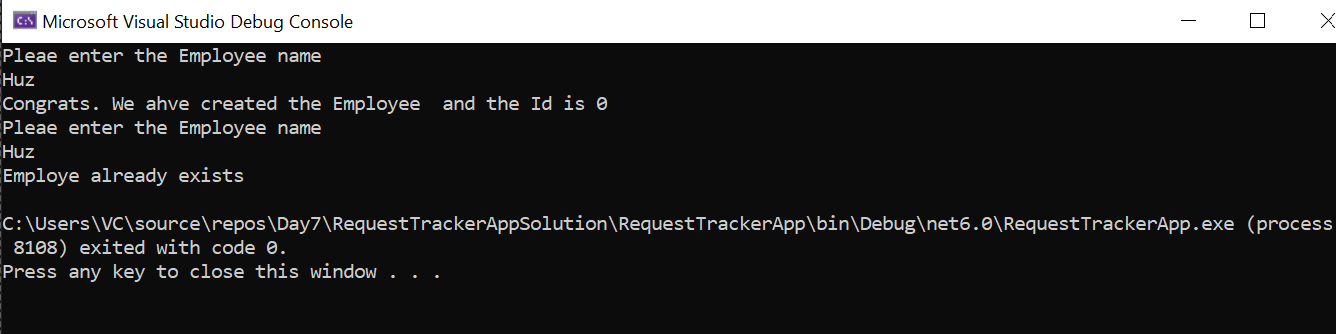 Microsoft Visual Studio Debug Console
Pleae enter the Employee name
Huz
Congrats. We ahve created the Employee  and the Id is 0
Pleae enter the Employee name
Huz
Employe already exists
C:\Users\VC\source\repos\Day7\RequestTrackerAppSolution\RequestTrackerApp\bin\Debug\net6.0\RequestTrackerApp.exe (process
 8108) exited with code 0.
Press any key to close this window . . .